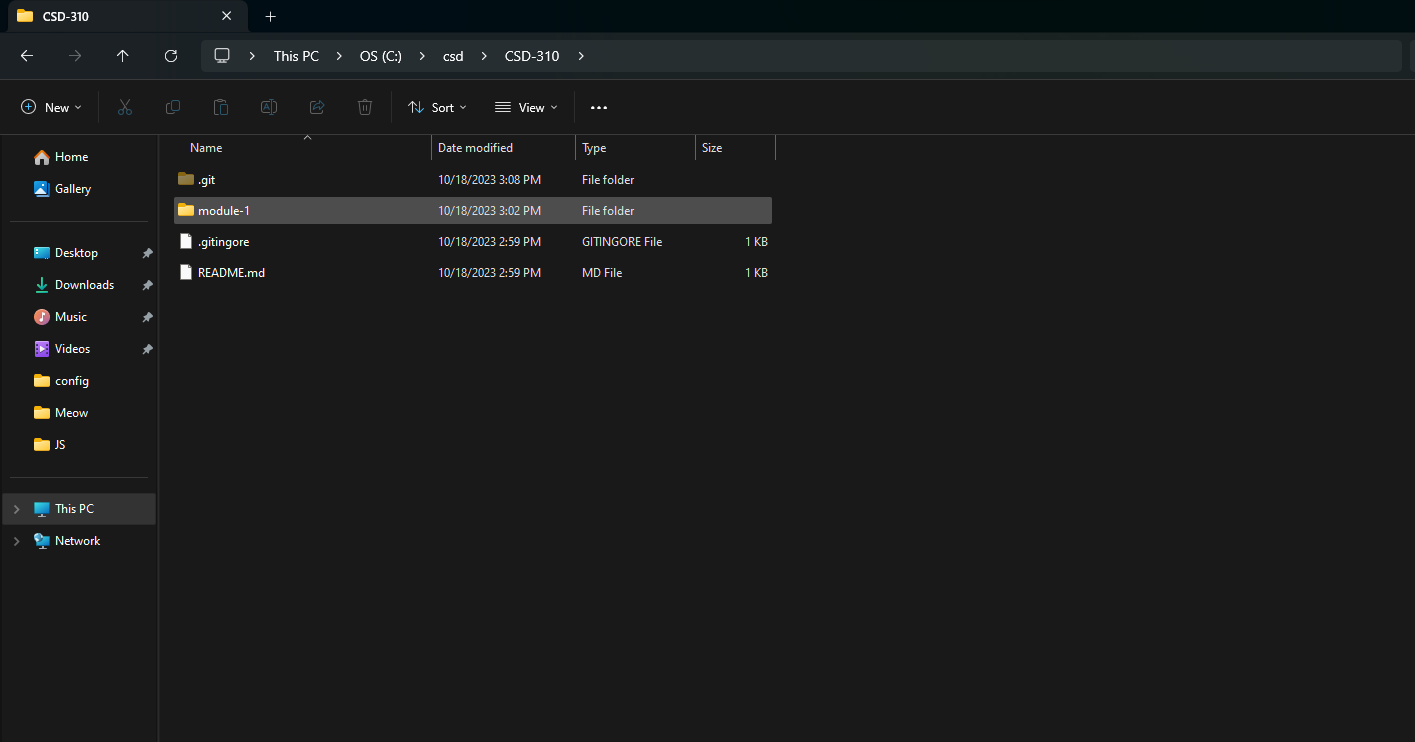 CSD-310
This PC OS (C:) csd CSD-310
New Sort View
Name Date modified Type Size
Home
Gallery
Desktop
Downloads
Music
Videos
config
Meow
JS
This PC
Network
.git 10/18/2023 3:08 PM File folder
module-1 10/18/2023 3:02 PM File folder
.gitingore 10/18/2023 2:59 PM GITINGORE File 1 KB
README.md 10/18/2023 2:59 PM MD File 1 KB